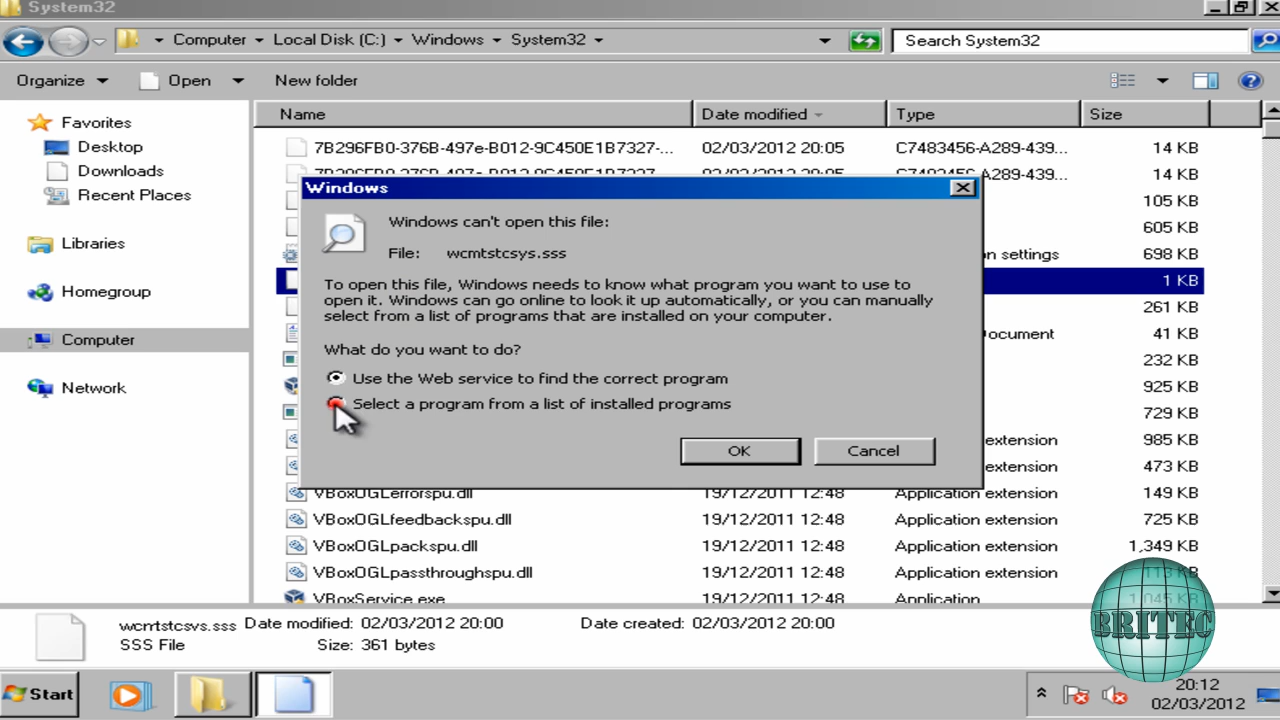 System32
Computer Local Disk (C:) Windows System32
Search System32
Organize Open New folder
Name Date modified Type Size
Favorites
Desktop
Downloads
Recent Places
Libraries
Homegroup
Computer
Network
7B296FB0-376B-497e-B012-9C450E1B7327-... 02/03/2012 20:05 C7483456-A289-439... 14 KB
14 KB
105 KB
605 KB
n settings 698 KB
1 KB
261 KB
ocument 41 KB
232 KB
925 KB
729 KB
extension 985 KB
extension 473 KB
VBoxOGLerrorspu.dll 19/12/2011 12:48 Application extension 149 KB
VBoxOGLfeedbackspu.dll 19/12/2011 12:48 Application extension 725 KB
VBoxOGLpackspu.dll 19/12/2011 12:48 Application extension 1,349 KB
VBoxOGLpassthroughspu.dll 19/12/2011 12:48 Application extension
VBoxService.exe 19/12/2011 12:48 Application 1,045 KB
Windows
Windows can't open this file:
File: wcmtstcsys.sss
To open this file, Windows needs to know what program you want to use to
open it. Windows can go online to look it up automatically, or you can manually
select from a list of programs that are installed on your computer.
What do you want to do?
Use the Web service to find the correct program
Select a program from a list of installed programs
OK Cancel
Date modified: 02/03/2012 20:00 Date created: 02/03/2012 20:00
SSS File Size: 361 bytes
BRITEC
Start
20:12
02/03/2012